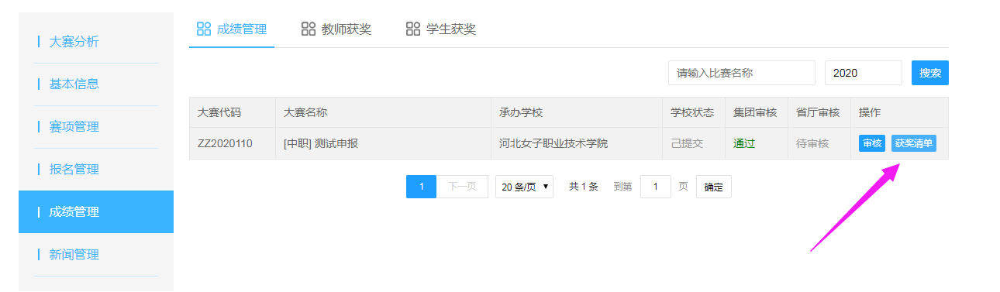 大赛分析
基本信息
赛项管理
报名管理
成绩管理
新闻管理
成绩管理 教师获奖 学生获奖
请输入比赛名称 2020 搜索
大赛代码 大赛名称 承办学校 学校状态 集团审核 省厅审核 操作
ZZ2020110 [中职] 测试申报 河北女子职业技术学院 已提交 通过 待审核 审核 获奖清单
1 下一页 20 条/页 共 1 条 到第 1 页 确定